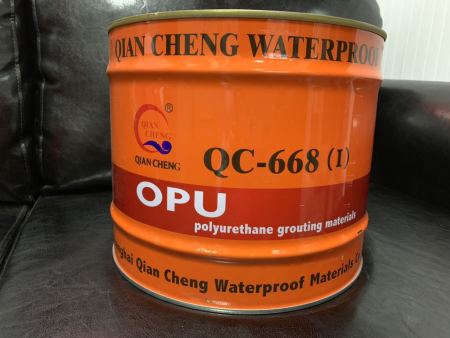 QIAN CHENG WATERPROOF
®
QIAN
CHENG
QIAN CHENG
QC-668 (I)
OPU
polyurethane grouting materials
Qian Cheng Waterproof Materials